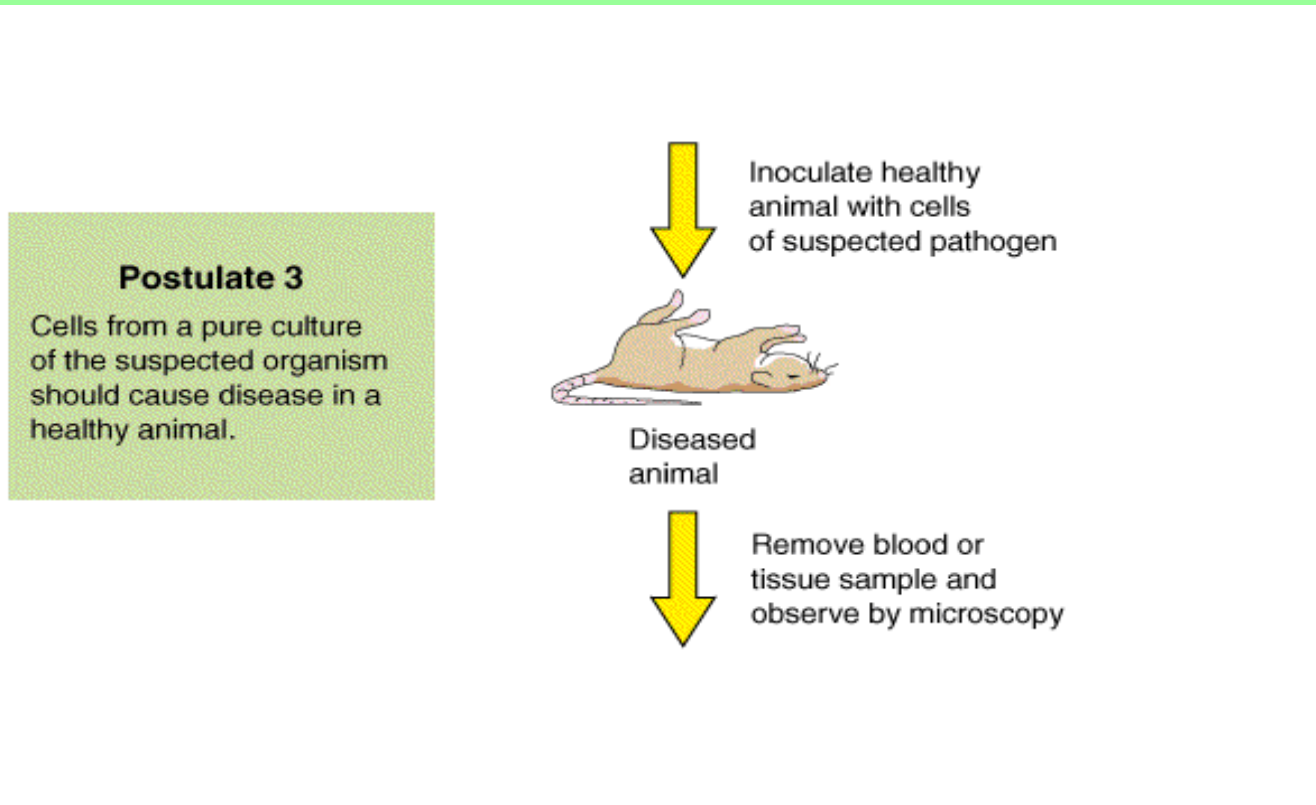 Postulate 3
Cells from a pure culture
of the suspected organism
should cause disease in a
healthy animal.
Inoculate healthy
animal with cells
of suspected pathogen
Diseased
animal
Remove blood or
tissue sample and
observe by microscopy